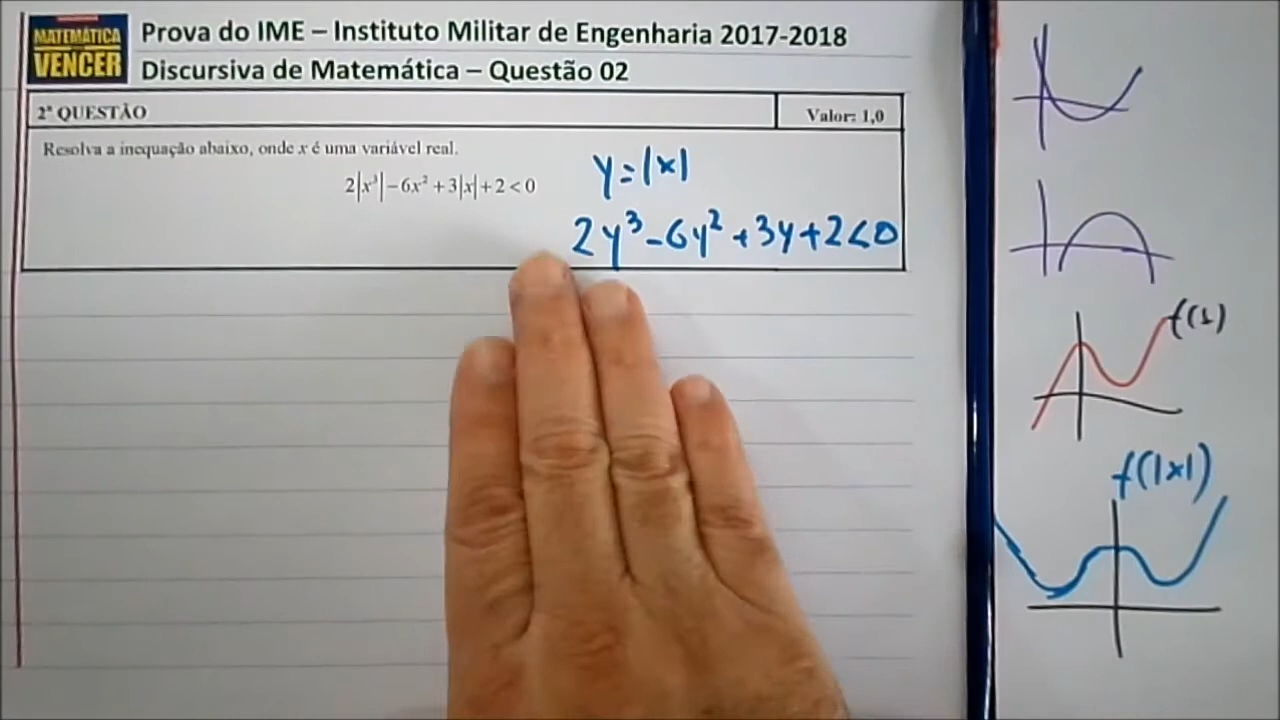 MATEMÁTICA
VENCER
Prova do IME – Instituto Militar de Engenharia 2017-2018
Discursiva de Matemática – Questão 02
2ª QUESTÃO
Valor: 1,0
Resolva a inequação abaixo, onde x é uma variável real.
2|x³| − 6x² + 3|x| + 2 < 0
y = |x|
2y³ − 6y² + 3y + 2 < 0
f(|x|)